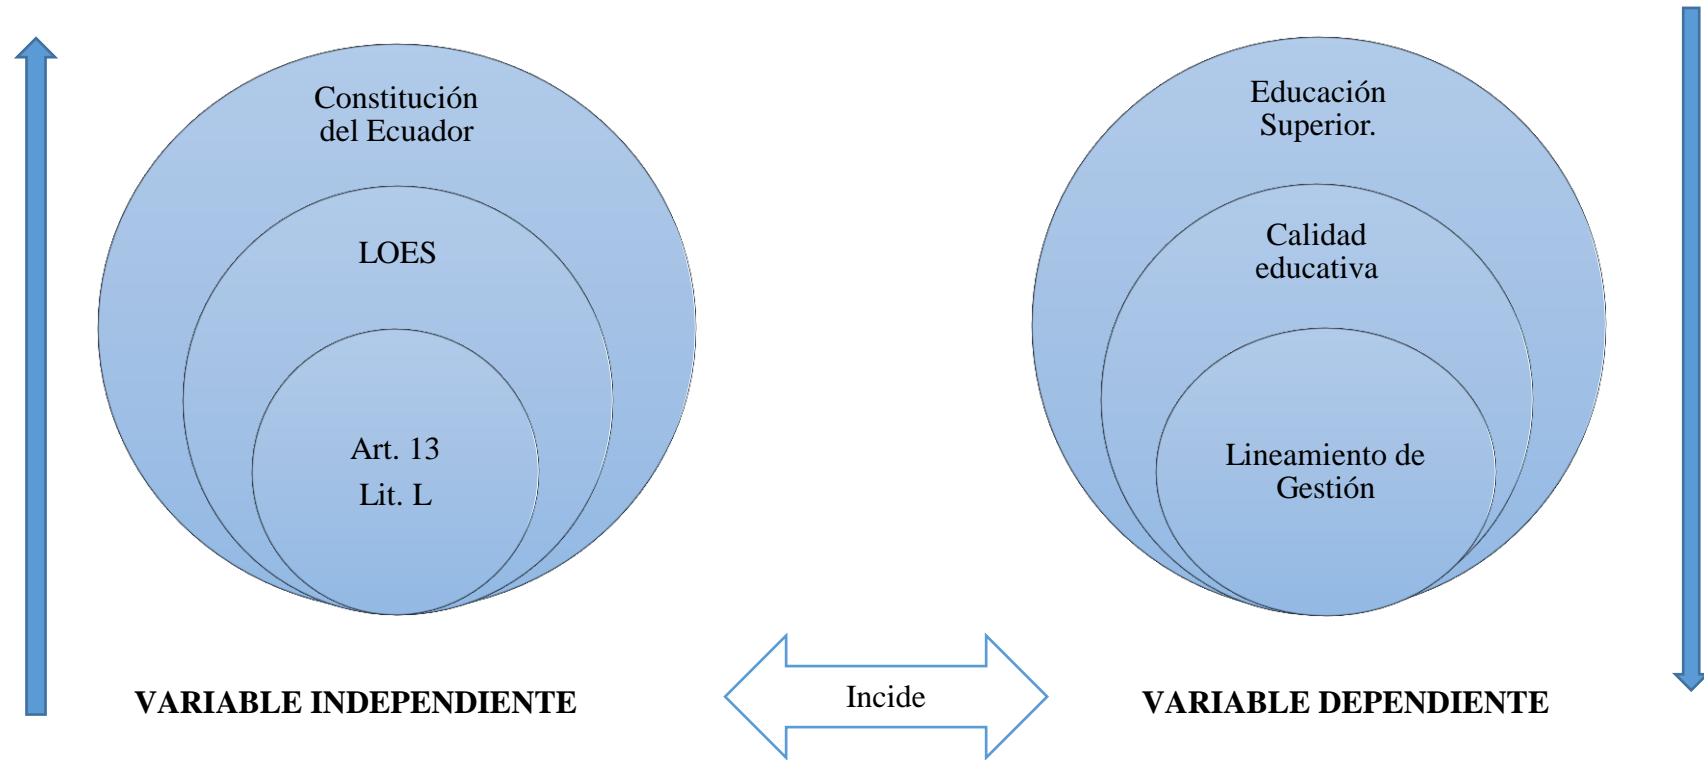 Constitución
del Ecuador
LOES
Art. 13
Lit. L
VARIABLE INDEPENDIENTE
Incide
Educación
Superior.
Calidad
educativa
Lineamiento de
Gestión
VARIABLE DEPENDIENTE